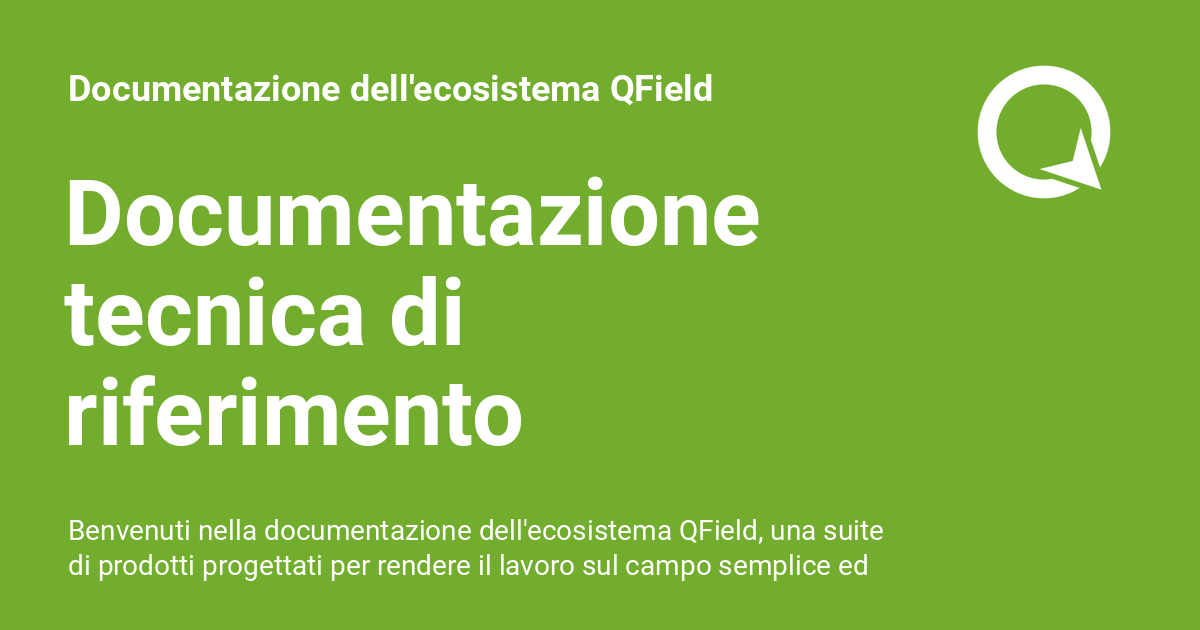 Documentazione dell'ecosistema QField
Documentazione
tecnica di
riferimento
Benvenuti nella documentazione dell'ecosistema QField, una suite
di prodotti progettati per rendere il lavoro sul campo semplice ed